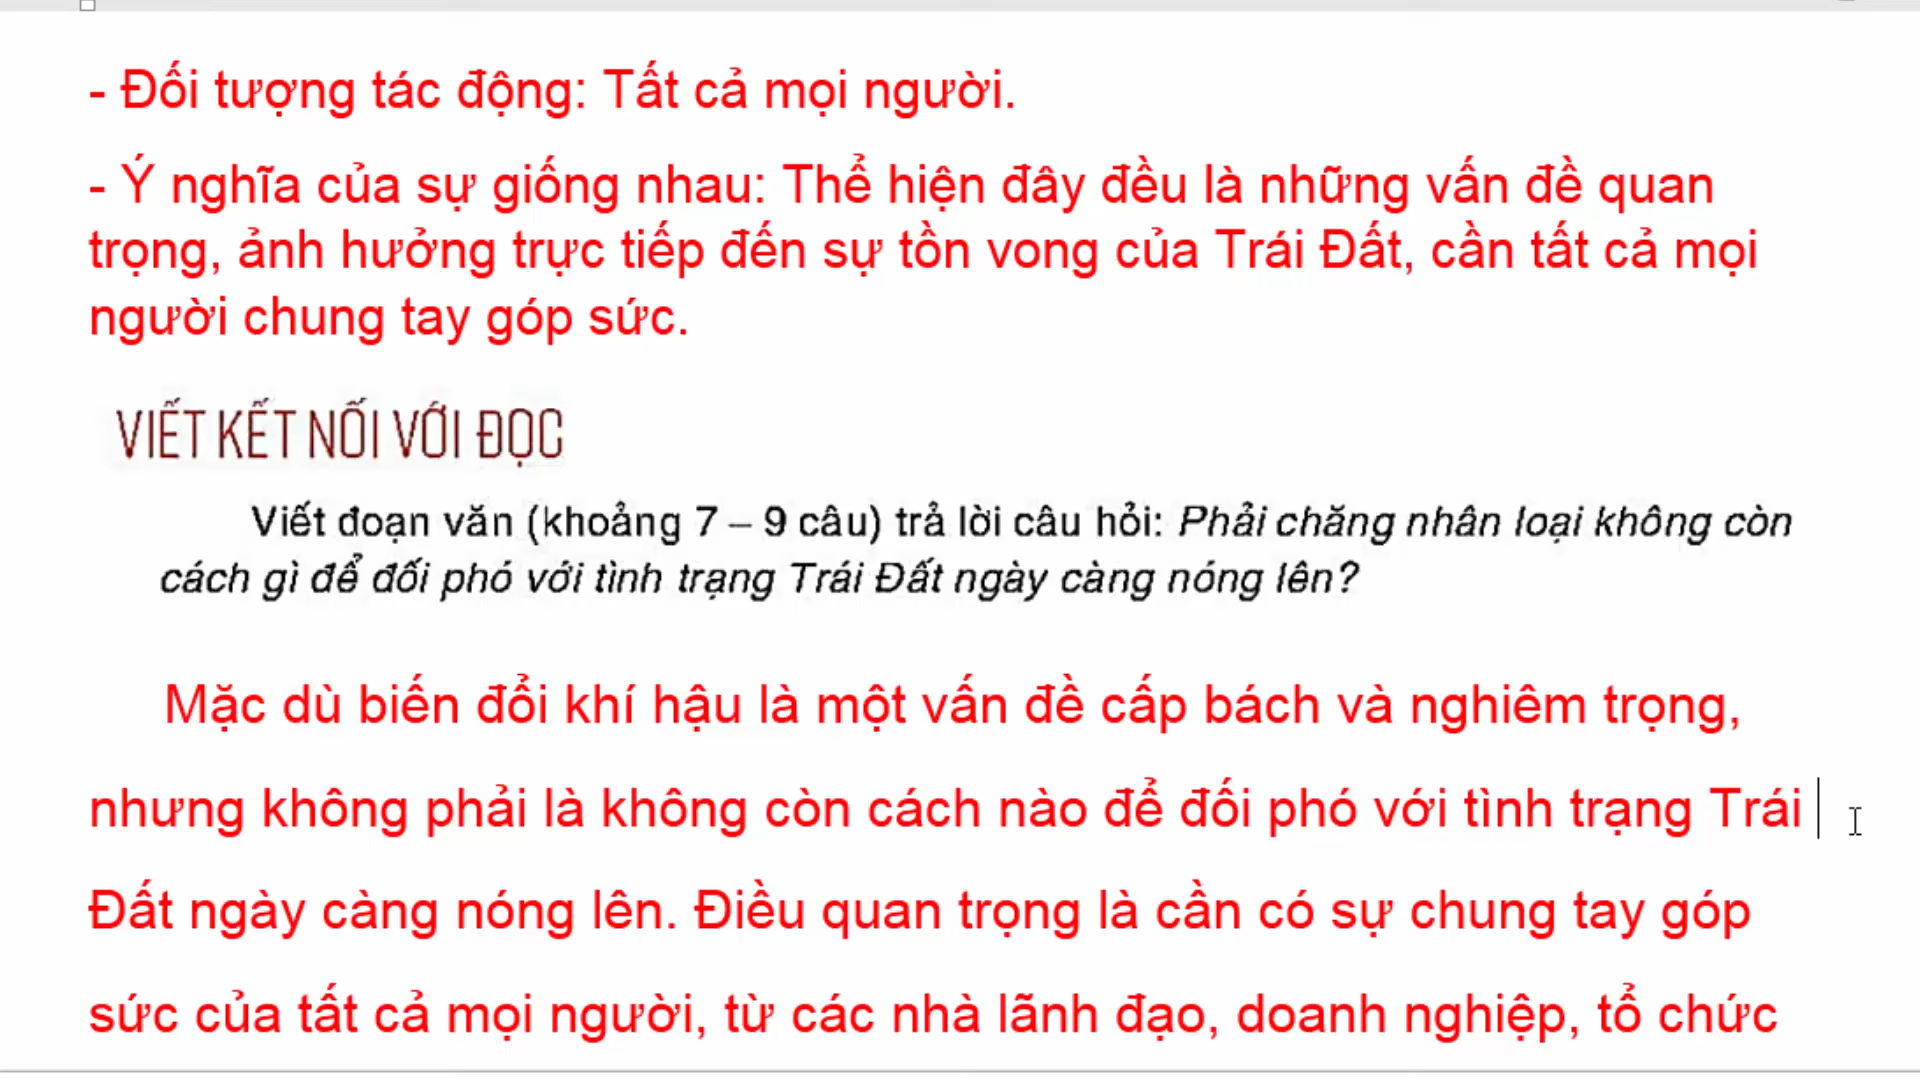 - Đối tượng tác động: Tất cả mọi người.
- Ý nghĩa của sự giống nhau: Thể hiện đây đều là những vấn đề quan
trọng, ảnh hưởng trực tiếp đến sự tồn vong của Trái Đất, cần tất cả mọi
người chung tay góp sức.
VIẾT KẾT NỐI VỚI ĐỌC
Viết đoạn văn (khoảng 7 – 9 câu) trả lời câu hỏi: Phải chăng nhân loại không còn
cách gì để đối phó với tình trạng Trái Đất ngày càng nóng lên?
Mặc dù biến đổi khí hậu là một vấn đề cấp bách và nghiêm trọng,
nhưng không phải là không còn cách nào để đối phó với tình trạng Trái
Đất ngày càng nóng lên. Điều quan trọng là cần có sự chung tay góp
sức của tất cả mọi người, từ các nhà lãnh đạo, doanh nghiệp, tổ chức